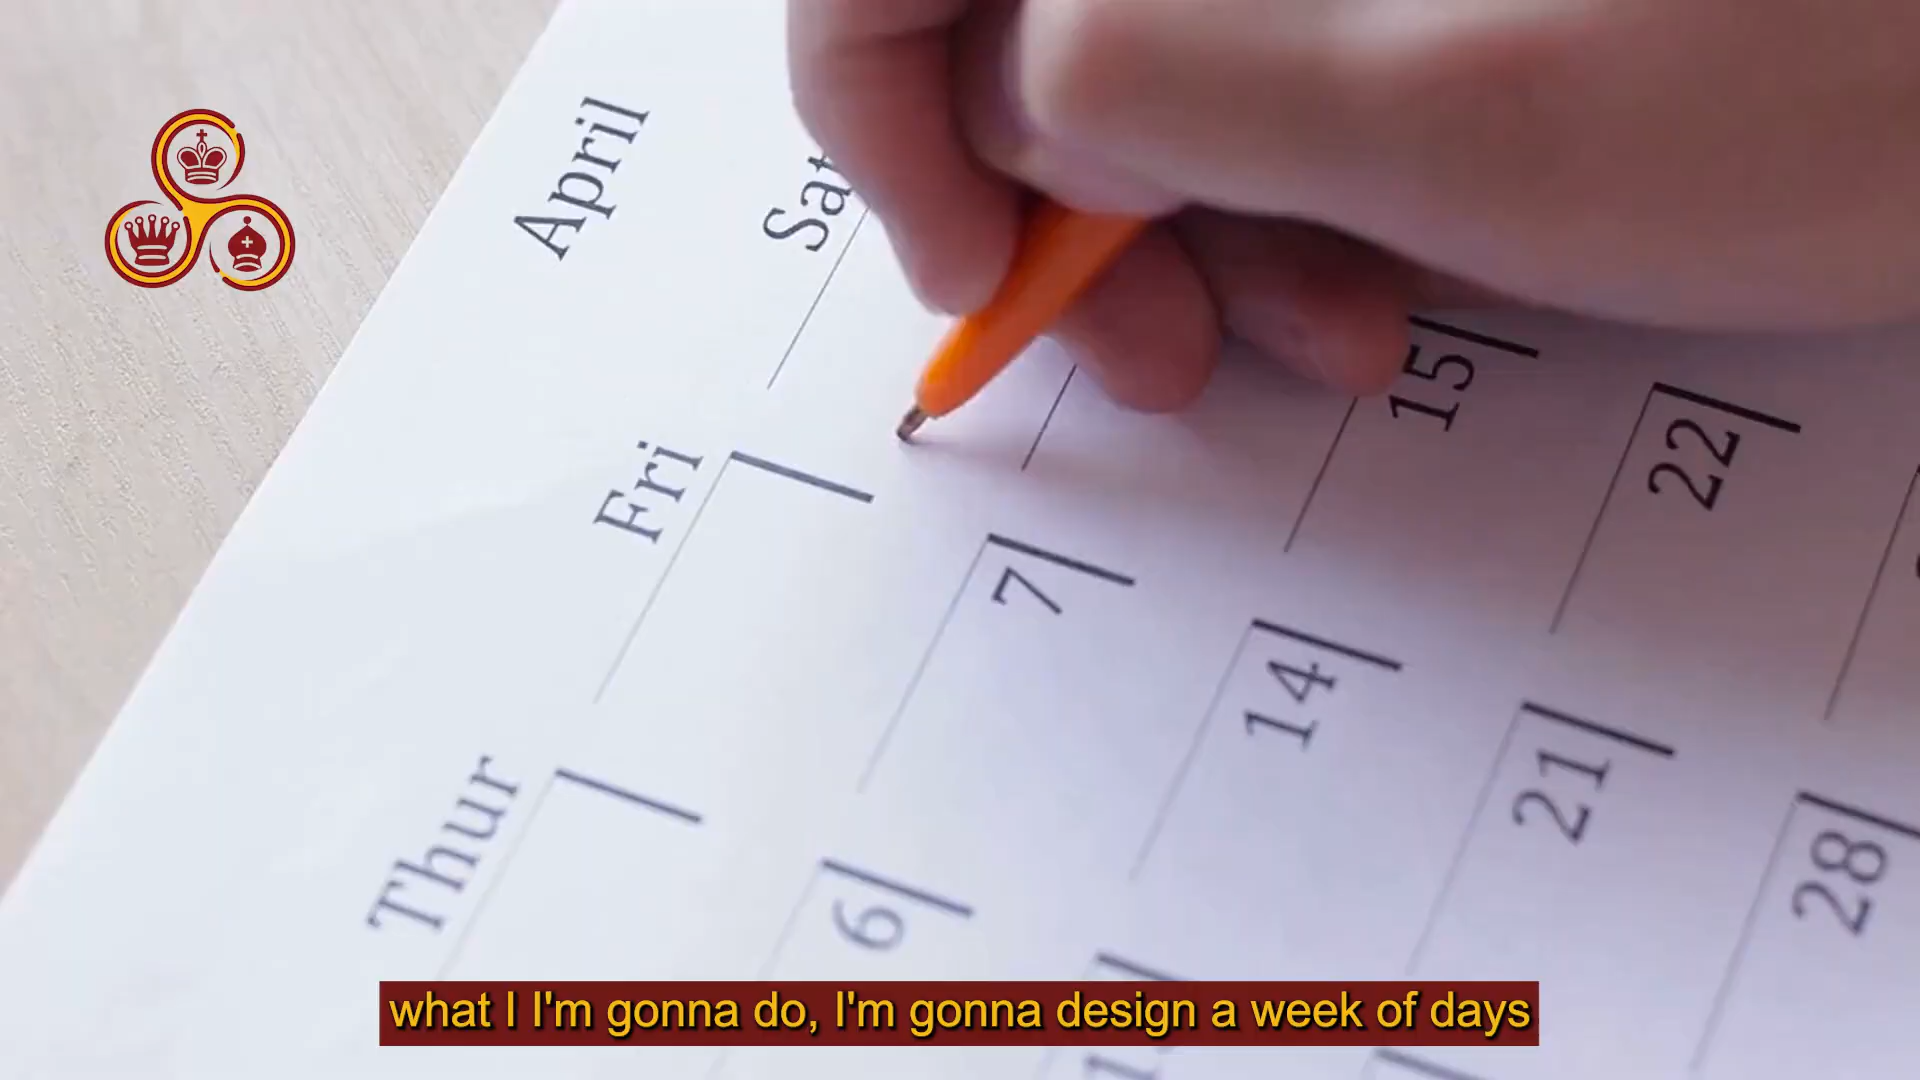 April
Thur Fri Sat
6 7
14 15
21 22
28
what I I'm gonna do, I'm gonna design a week of days